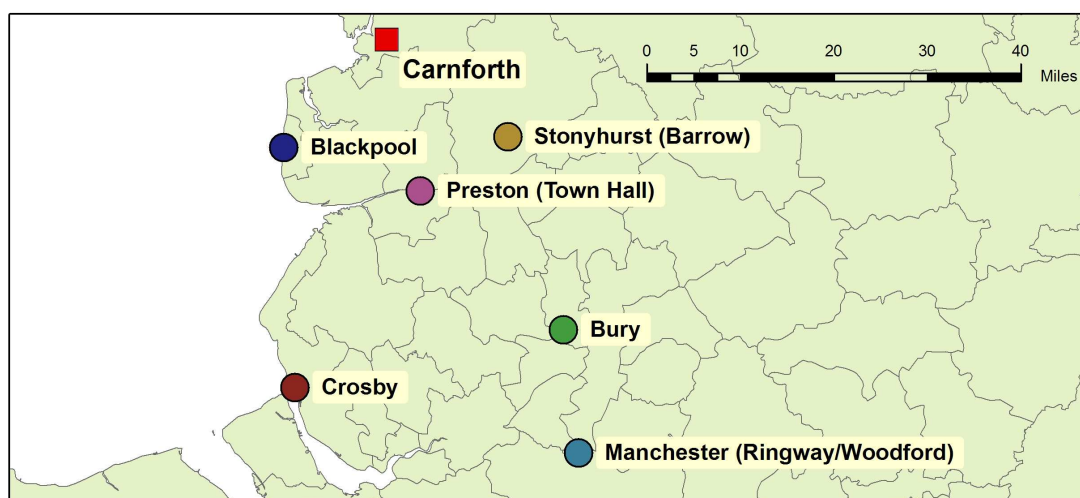 Carnforth
0 5 10 20 30 40
Miles
Blackpool
Stonyhurst (Barrow)
Preston (Town Hall)
Bury
Crosby
Manchester (Ringway/Woodford)